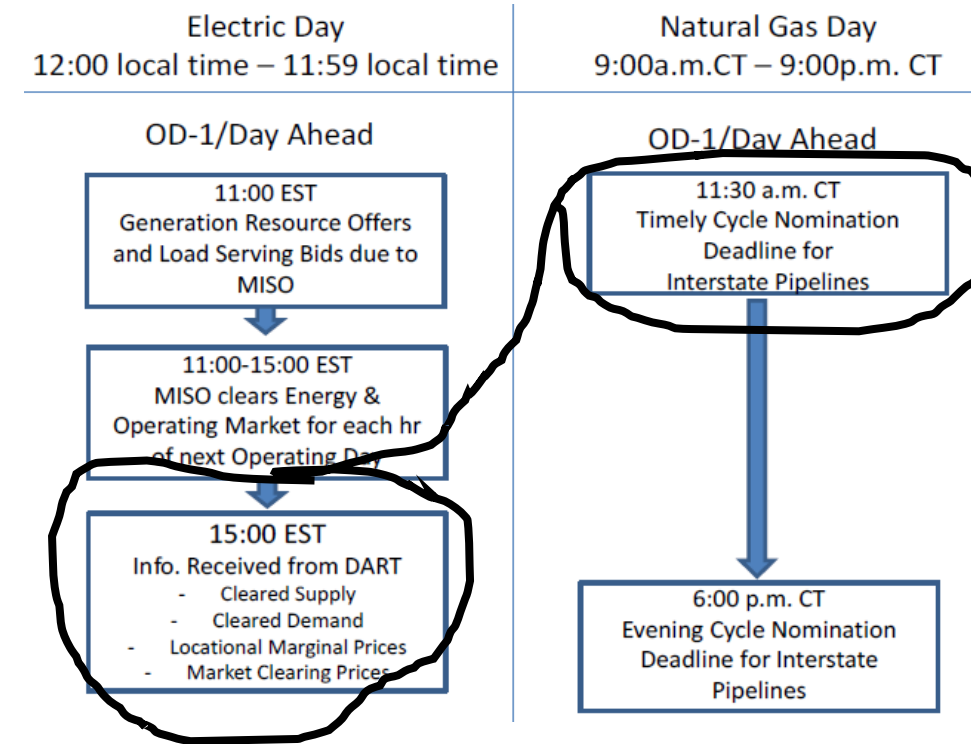 Electric Day
12:00 local time – 11:59 local time
OD-1/Day Ahead
11:00 EST
Generation Resource Offers
and Load Serving Bids due to
MISO
11:00-15:00 EST
MISO clears Energy &
Operating Market for each hr
of next Operating Day
15:00 EST
Info. Received from DART
- Cleared Supply
- Cleared Demand
- Locational Marginal Prices
- Market Clearing Prices
Natural Gas Day
9:00a.m.CT – 9:00p.m. CT
OD-1/Day Ahead
11:30 a.m. CT
Timely Cycle Nomination
Deadline for
Interstate Pipelines
6:00 p.m. CT
Evening Cycle Nomination
Deadline for Interstate
Pipelines